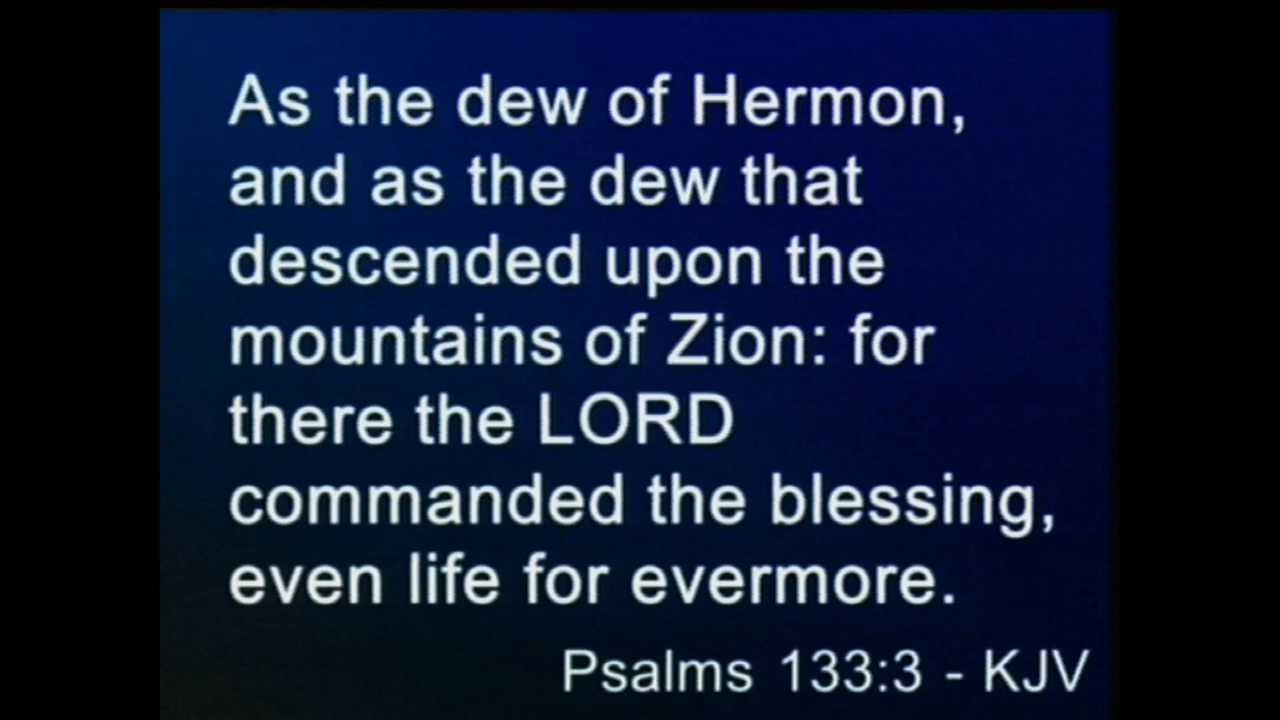 As the dew of Hermon,
and as the dew that
descended upon the
mountains of Zion: for
there the LORD
commanded the blessing,
even life for evermore.
Psalms 133:3 - KJV